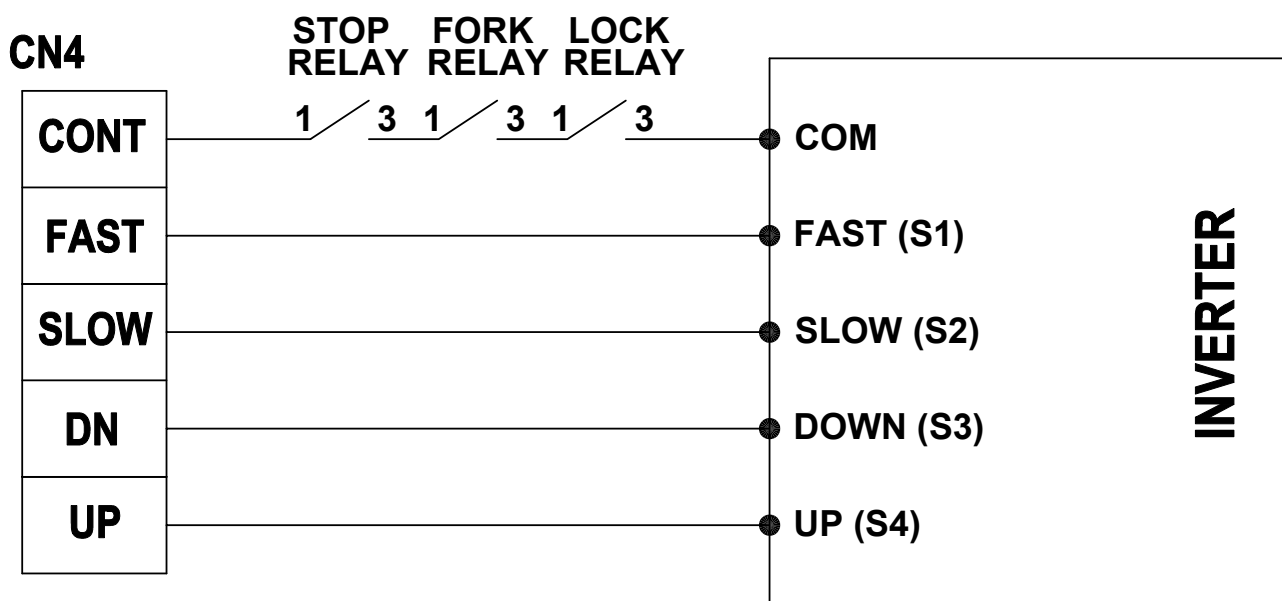 CN4
STOP FORK LOCK
RELAY RELAY RELAY
1 3 1 3 1 3
CONT
COM
FAST
FAST (S1)
SLOW
SLOW (S2)
DN
DOWN (S3)
UP
UP (S4)
INVERTER